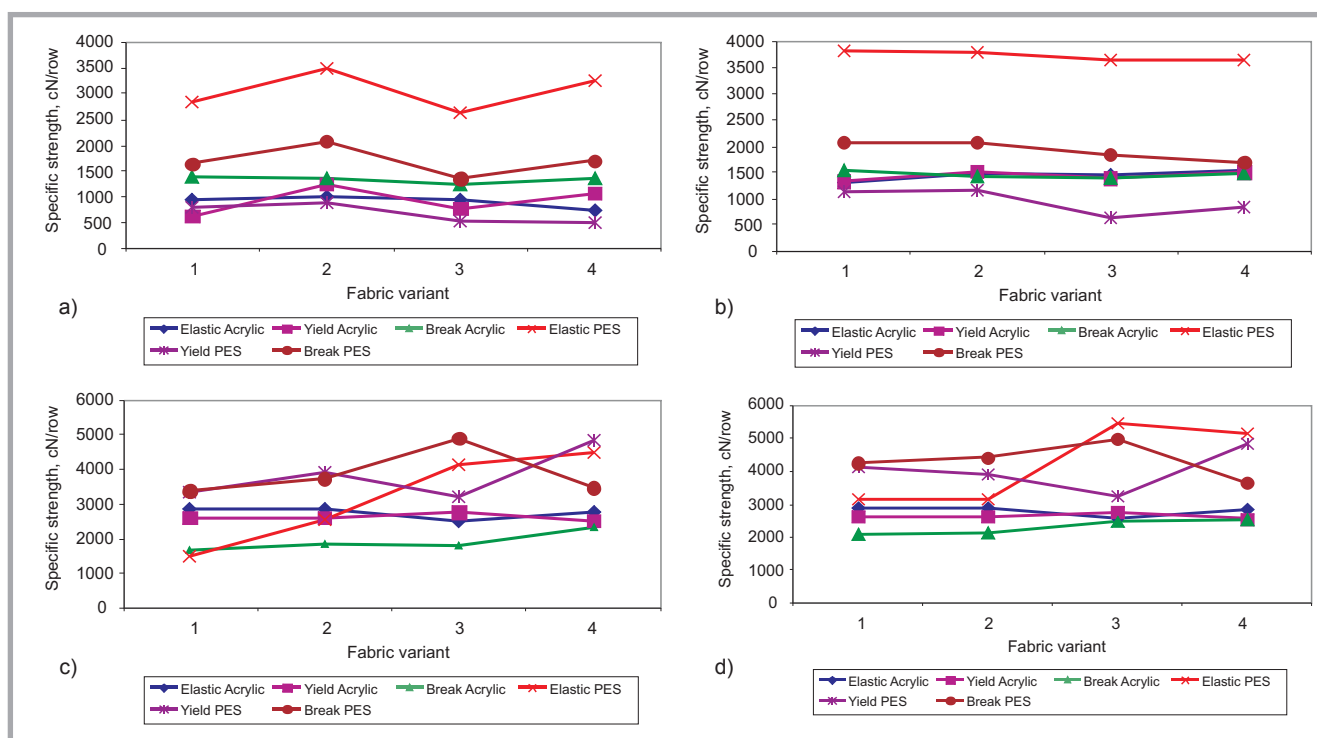 4000
3500
3000
2500
2000
1500
1000
500
0
Specific strength, cN/row
1 2 3 4
Fabric variant
a)
Elastic Acrylic Yield Acrylic Break Acrylic Elastic PES
Yield PES Break PES
4000
3500
3000
2500
2000
1500
1000
500
0
Specific strength, cN/row
1 2 3 4
Fabric variant
b)
Elastic Acrylic Yield Acrylic Break Acrylic Elastic PES
Yield PES Break PES
6000
5000
4000
3000
2000
1000
0
Specific strength, cN/row
1 2 3 4
Fabric variant
c)
Elastic Acrylic Yield Acrylic Break Acrylic Elastic PES
Yield PES Break PES
6000
5000
4000
3000
2000
1000
0
Specific strength, cN/row
1 2 3 4
Fabric variant
d)
Elastic Acrylic Yield Acrylic Break Acrylic Elastic PES
Yield PES Break PES